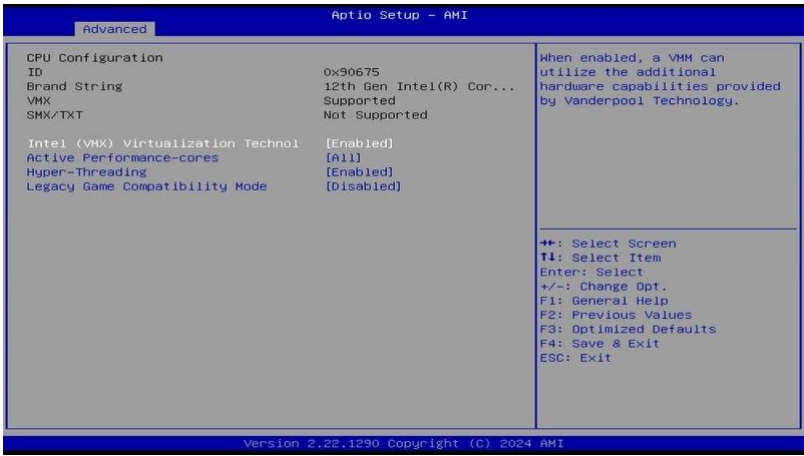 Aptio Setup - AMI
Advanced
CPU Configuration
ID 0x90675
Brand String 12th Gen Intel(R) Cor...
VMX Supported
SMX/TXT Not Supported
Intel (VMX) Virtualization Technol [Enabled]
Active Performance-cores [All]
Hyper-Threading [Enabled]
Legacy Game Compatibility Mode [Disabled]
When enabled, a VMM can
utilize the additional
hardware capabilities provided
by Vanderpool Technology.
→←: Select Screen
↑↓: Select Item
Enter: Select
+/-: Change Opt.
F1: General Help
F2: Previous Values
F3: Optimized Defaults
F4: Save & Exit
ESC: Exit
Version 2.22.1290 Copyright (C) 2024 AMI